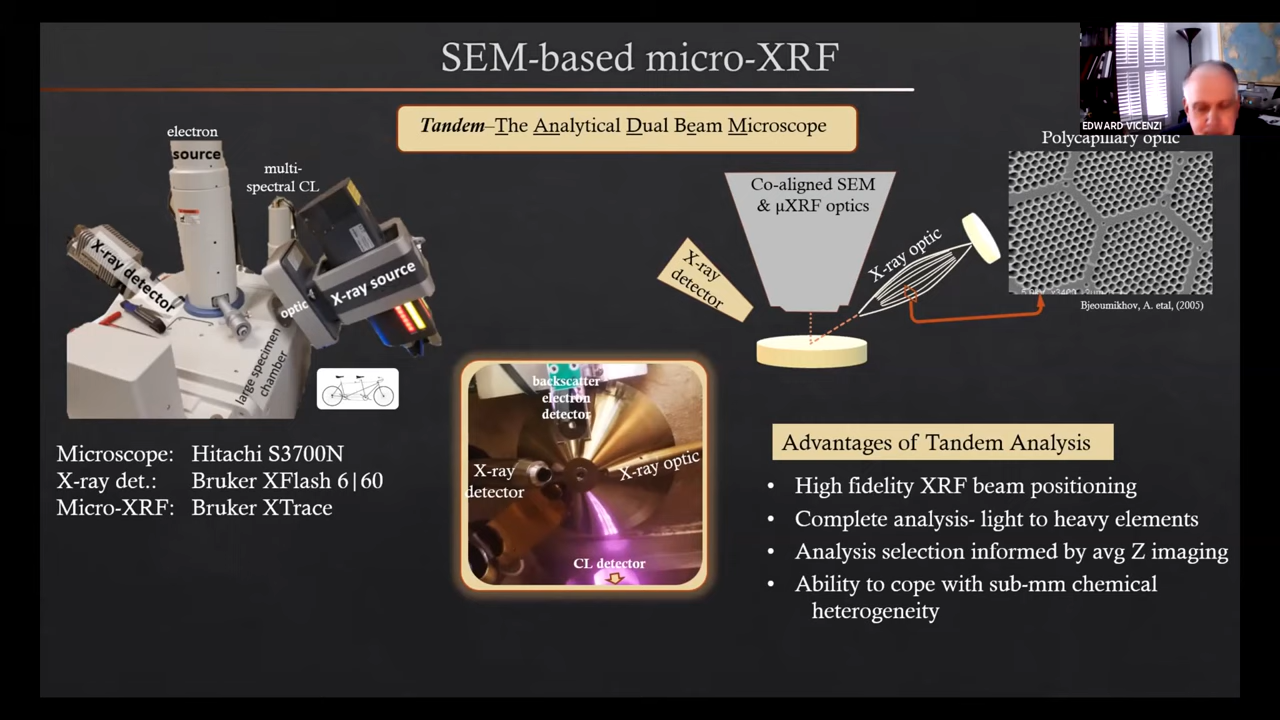 SEM-based micro-XRF
Tandem–The Analytical Dual Beam Microscope
EDWARD VICENZI
electron
source
multi-
spectral CL
X-ray detector
optic
X-ray source
large specimen
chamber
Microscope: Hitachi S3700N
X-ray det.: Bruker XFlash 6|60
Micro-XRF: Bruker XTrace
backscatter
electron
detector
X-ray
detector
X-ray optic
CL detector
Co-aligned SEM
& µXRF optics
X-ray
detector
X-ray optic
Polycapillary optic
Bjeoumikhov, A. etal, (2005)
Advantages of Tandem Analysis
• High fidelity XRF beam positioning
• Complete analysis- light to heavy elements
• Analysis selection informed by avg Z imaging
• Ability to cope with sub-mm chemical
heterogeneity